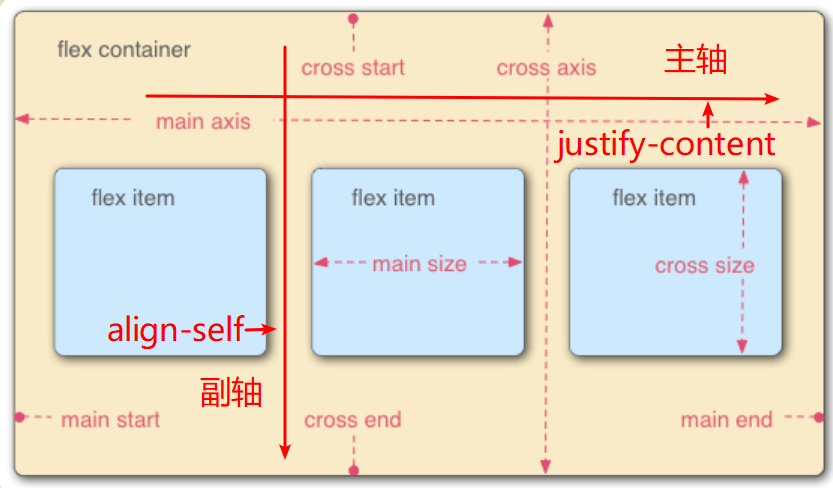 flex container
cross start
cross axis
主轴
main axis
justify-content
flex item
flex item
flex item
main size
cross size
align-self
副轴
main start
cross end
main end